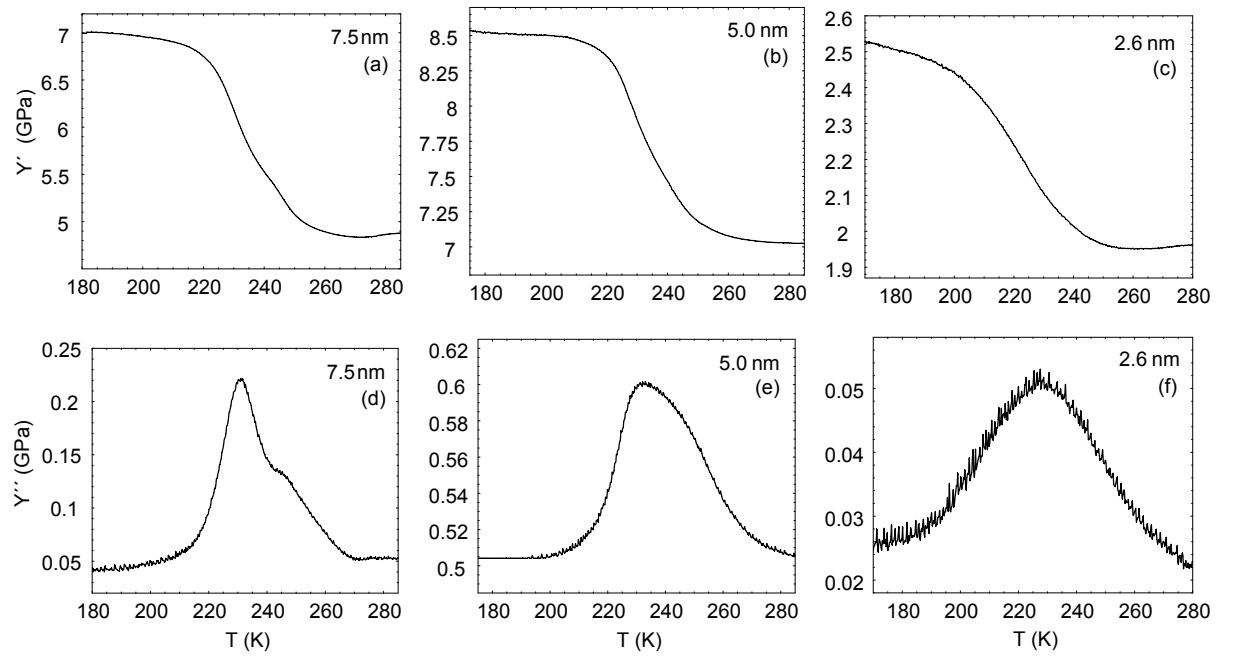 7.5 nm
(a)
7
6.5
6
5.5
5
Y′ (GPa)
180 200 220 240 260 280
5.0 nm
(b)
8.5
8.25
8
7.75
7.5
7.25
7
180 200 220 240 260 280
2.6 nm
(c)
2.6
2.5
2.4
2.3
2.2
2.1
2
1.9
180 200 220 240 260 280
7.5 nm
(d)
0.25
0.2
0.15
0.1
0.05
Y′′ (GPa)
180 200 220 240 260 280
T (K)
5.0 nm
(e)
0.62
0.6
0.58
0.56
0.54
0.52
0.5
180 200 220 240 260 280
T (K)
2.6 nm
(f)
0.05
0.04
0.03
0.02
180 200 220 240 260 280
T (K)